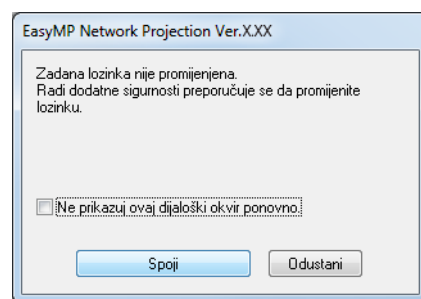 EasyMP Network Projection Ver.X.XX
Zadana lozinka nije promijenjena.
Radi dodatne sigurnosti preporučuje se da promijenite
lozinku.
Ne prikazuj ovaj dijaloški okvir ponovno.
Spoji
Odustani